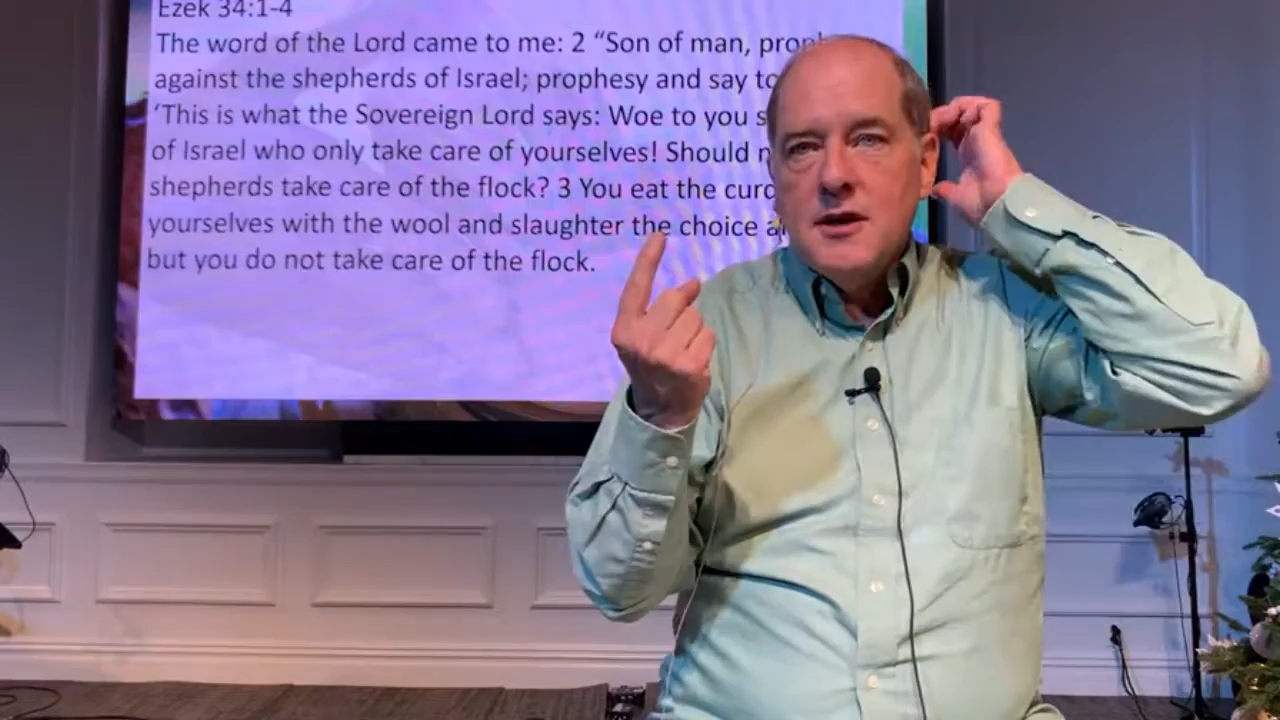 Ezek 34:1-4
The word of the Lord came to me: 2 “Son of man,
against the shepherds of Israel; prophesy and say
‘This is what the Sovereign Lord says: Woe to you
of Israel who only take care of yourselves! Should
shepherds take care of the flock? 3 You eat the
yourselves with the wool and slaughter the choice
but you do not take care of the flock.